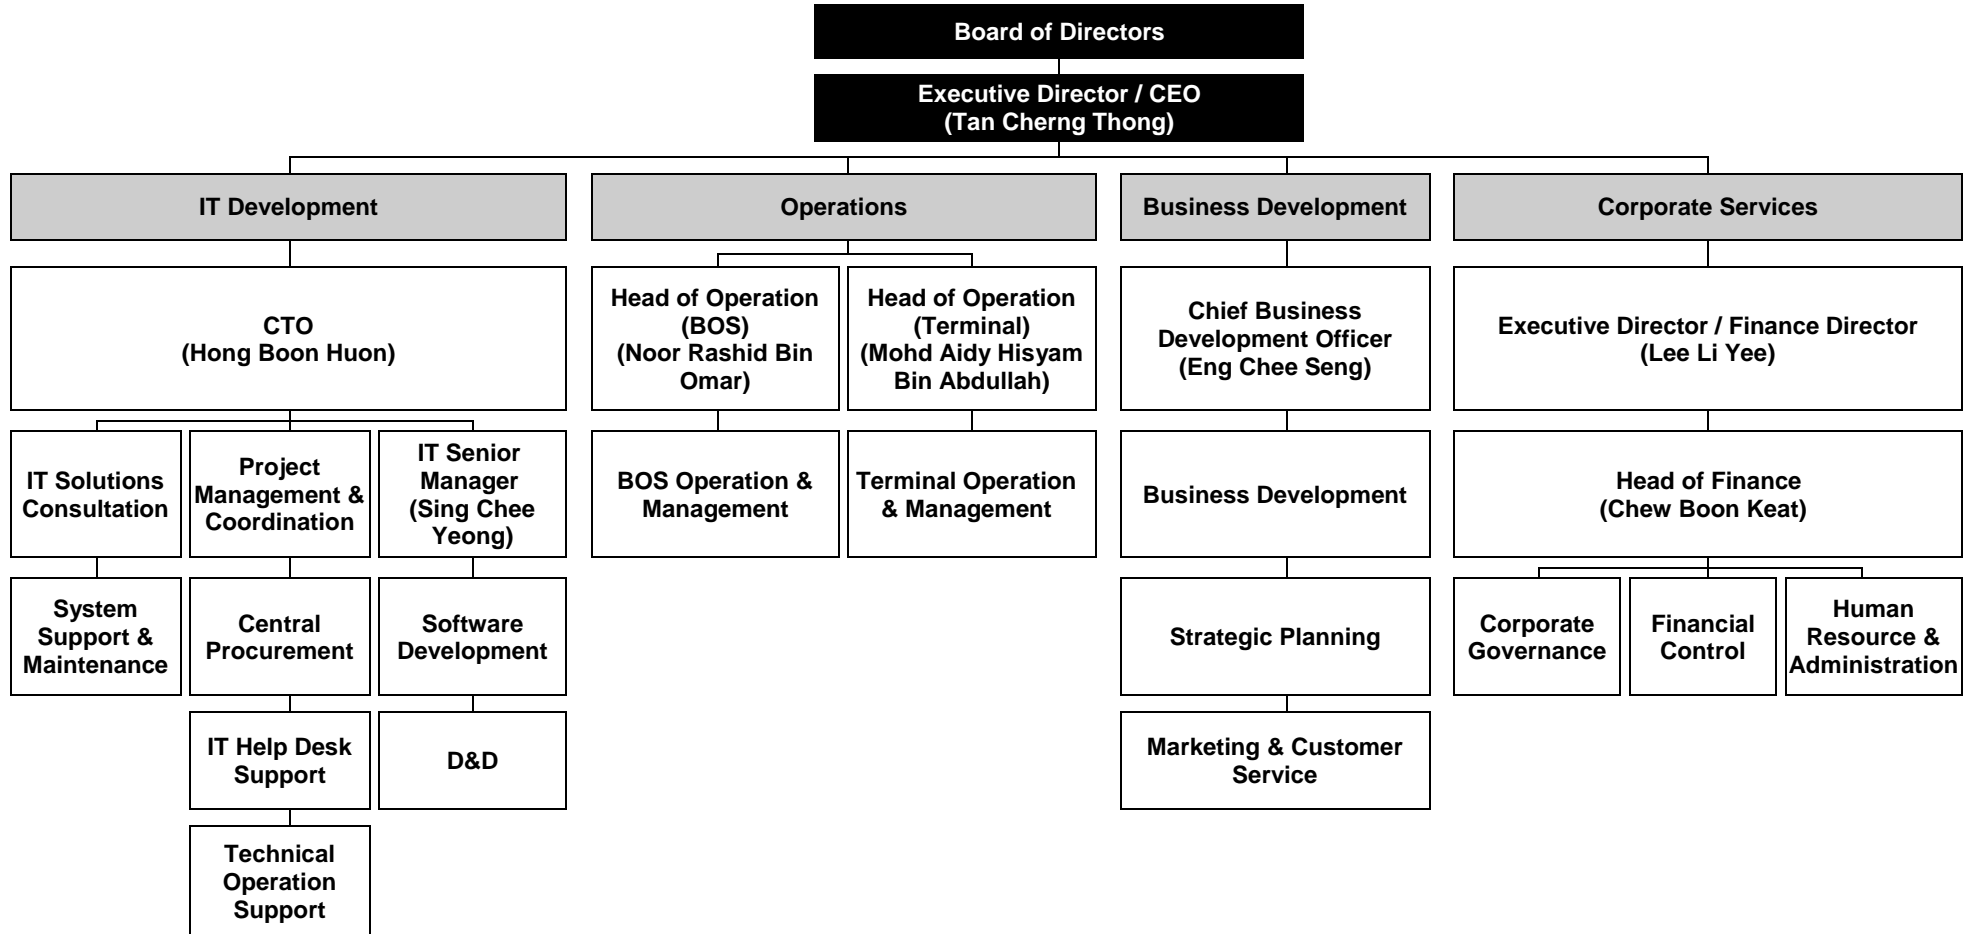 Board of Directors
Executive Director / CEO
(Tan Cherng Thong)
IT Development
Operations
Business Development
Corporate Services
CTO
(Hong Boon Huon)
Head of Operation
(BOS)
(Noor Rashid Bin
Omar)
Head of Operation
(Terminal)
(Mohd Aidy Hisyam
Bin Abdullah)
Chief Business
Development Officer
(Eng Chee Seng)
Executive Director / Finance Director
(Lee Li Yee)
IT Solutions
Consultation
Project
Management &
Coordination
IT Senior
Manager
(Sing Chee
Yeong)
BOS Operation &
Management
Terminal Operation
& Management
Business Development
Head of Finance
(Chew Boon Keat)
System
Support &
Maintenance
Central
Procurement
Software
Development
Strategic Planning
Corporate
Governance
Financial
Control
Human
Resource &
Administration
IT Help Desk
Support
D&D
Marketing & Customer
Service
Technical
Operation
Support